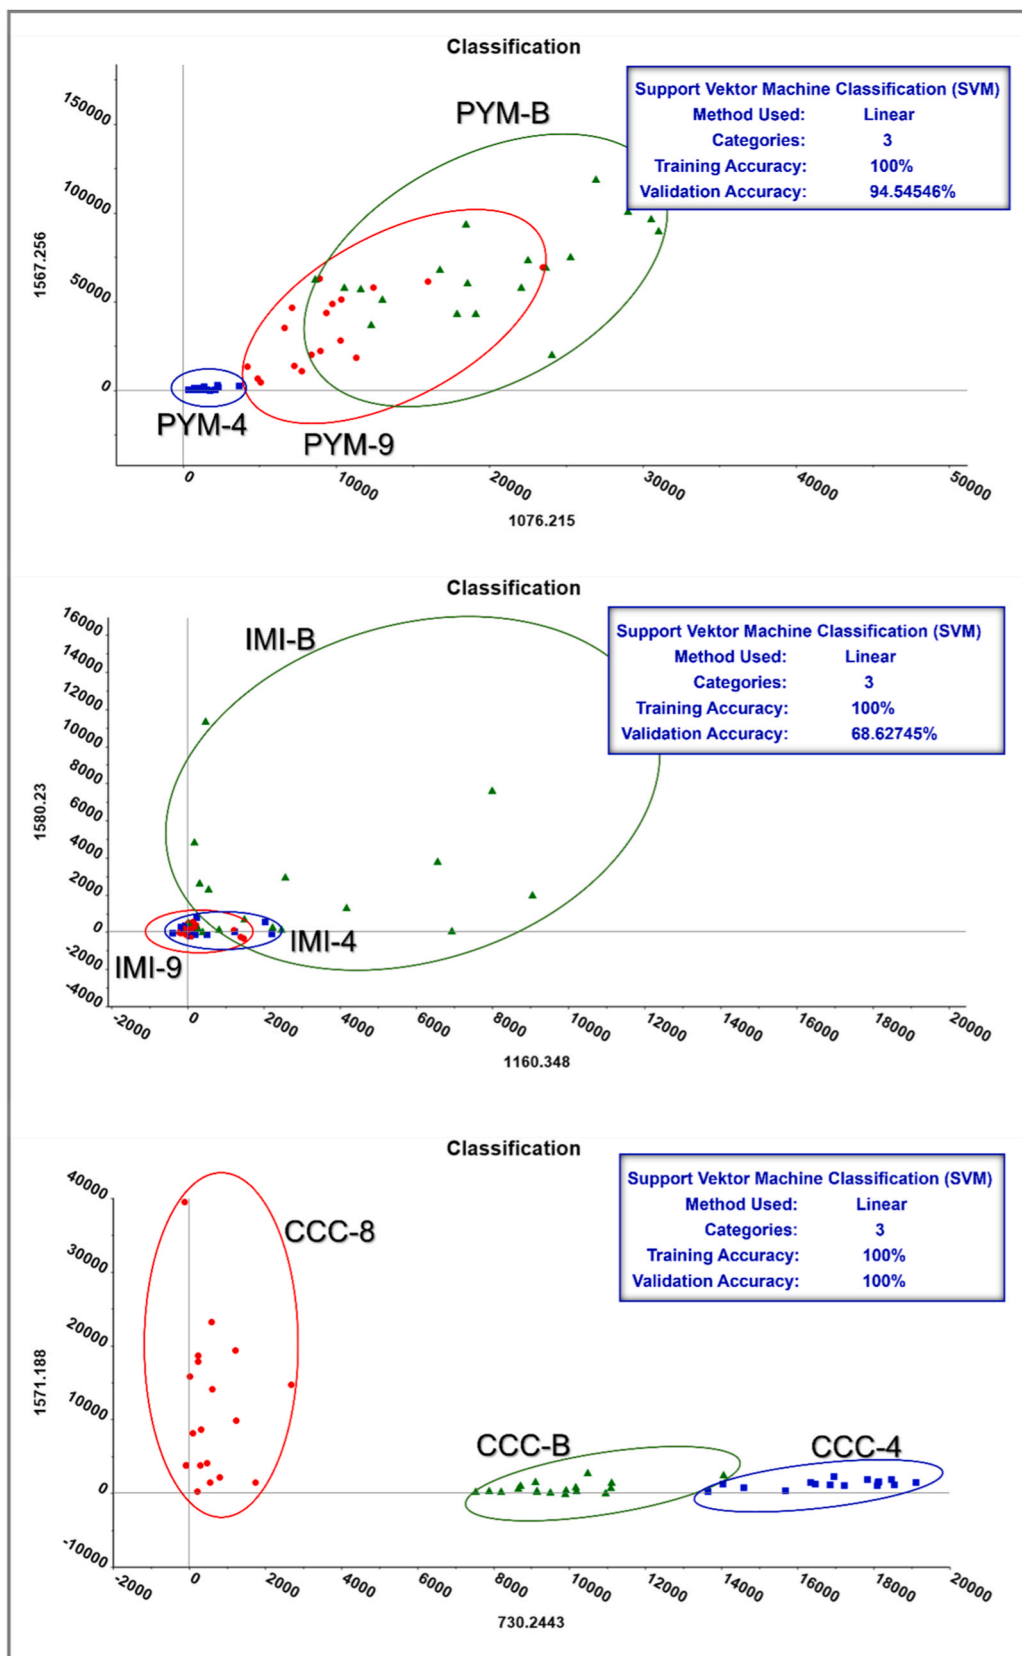 Classification
Support Vektor Machine Classification (SVM)
Method Used: Linear
Categories: 3
Training Accuracy: 100%
Validation Accuracy: 94.54546%
PYM-B
150000
100000
50000
0
1567.256
PYM-4
PYM-9
0 10000 20000 30000 40000 50000
1076.215
Classification
Support Vektor Machine Classification (SVM)
Method Used: Linear
Categories: 3
Training Accuracy: 100%
Validation Accuracy: 68.62745%
IMI-B
16000
14000
12000
10000
8000
6000
4000
2000
0
-2000
-4000
1580.23
IMI-4
IMI-9
-2000 0 2000 4000 6000 8000 10000 12000 14000 16000 18000 20000
1160.348
Classification
Support Vektor Machine Classification (SVM)
Method Used: Linear
Categories: 3
Training Accuracy: 100%
Validation Accuracy: 100%
CCC-8
40000
30000
20000
10000
0
-10000
1571.188
CCC-B
CCC-4
-2000 0 2000 4000 6000 8000 10000 12000 14000 16000 18000 20000
730.2443